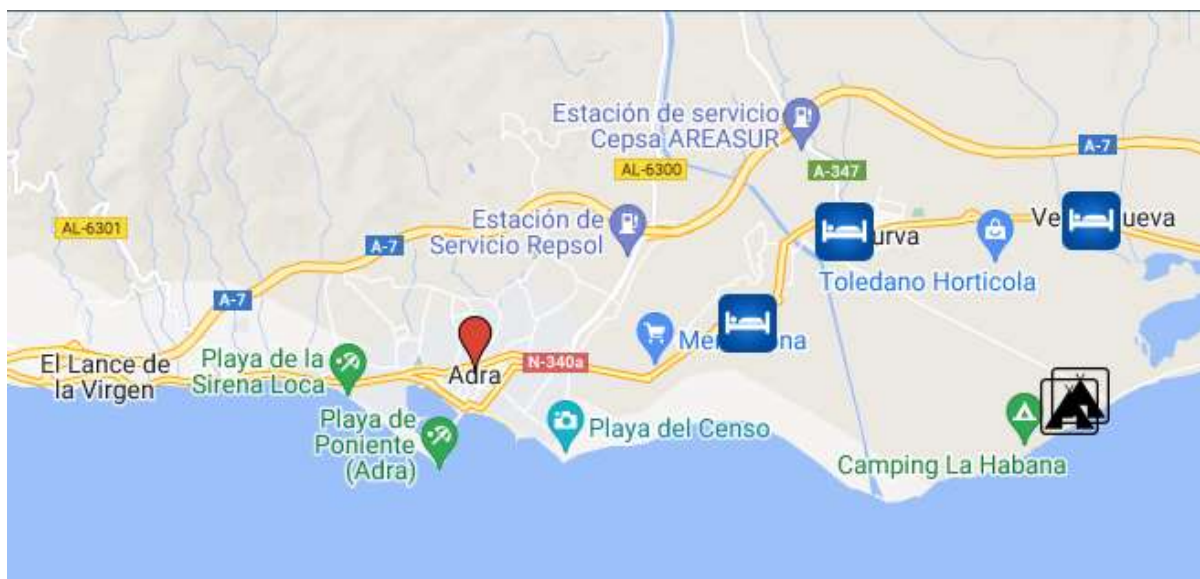 Estación de servicio
Cepsa AREASUR
A-7
AL-6300
A-347
AL-6301
Estación de
Servicio Repsol
A-7
Toledano Horticola
A-7
El Lance de
la Virgen
Playa de la
Sirena Loca
Adra
N-340a
Playa de
Poniente
(Adra)
Playa del Censo
Camping La Habana